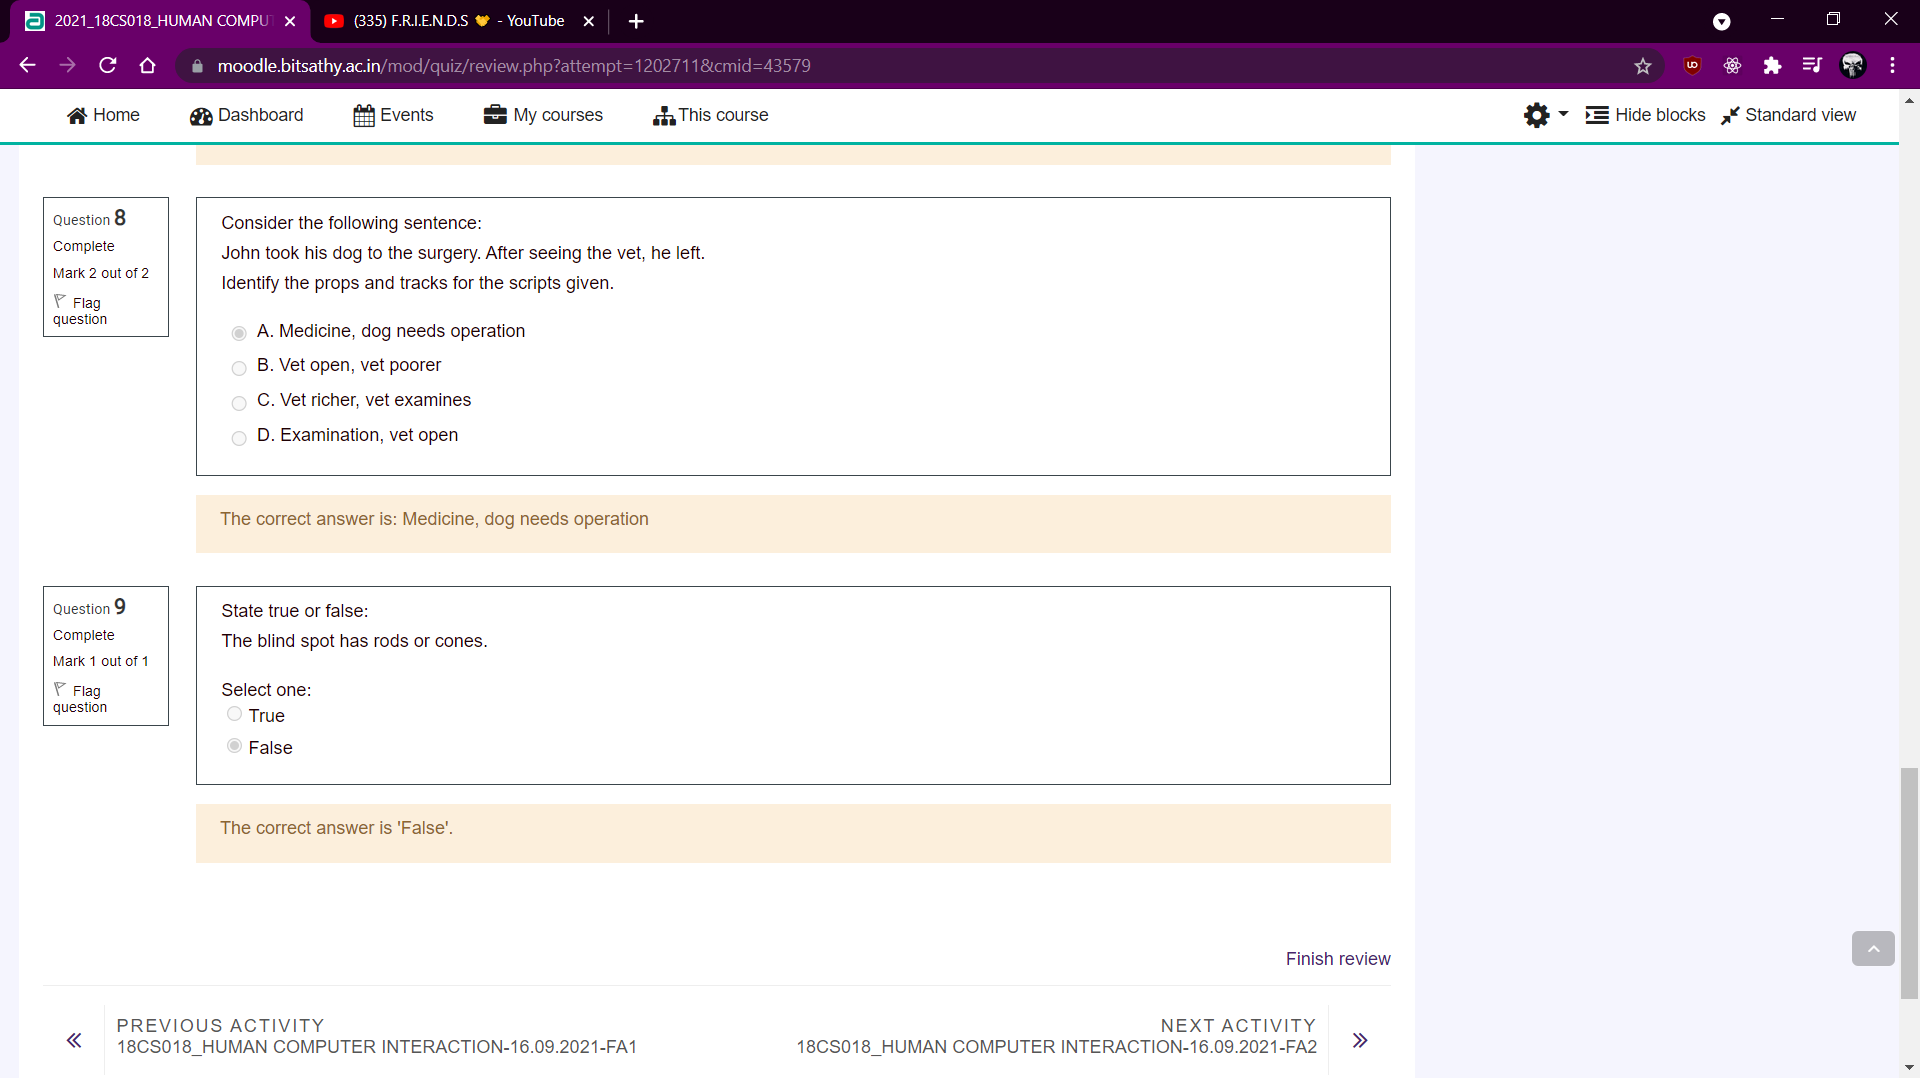 2021_18CS018_HUMAN COMPUT
(335) F.R.I.E.N.D.S 💛 - YouTube
moodle.bitsathy.ac.in/mod/quiz/review.php?attempt=1202711&cmid=43579
Home
Dashboard
Events
My courses
This course
Hide blocks
Standard view
Question 8
Complete
Mark 2 out of 2
Flag
question
Consider the following sentence:
John took his dog to the surgery. After seeing the vet, he left.
Identify the props and tracks for the scripts given.
A. Medicine, dog needs operation
B. Vet open, vet poorer
C. Vet richer, vet examines
D. Examination, vet open
The correct answer is: Medicine, dog needs operation
Question 9
Complete
Mark 1 out of 1
Flag
question
State true or false:
The blind spot has rods or cones.
Select one:
True
False
The correct answer is 'False'.
Finish review
PREVIOUS ACTIVITY
18CS018_HUMAN COMPUTER INTERACTION-16.09.2021-FA1
NEXT ACTIVITY
18CS018_HUMAN COMPUTER INTERACTION-16.09.2021-FA2